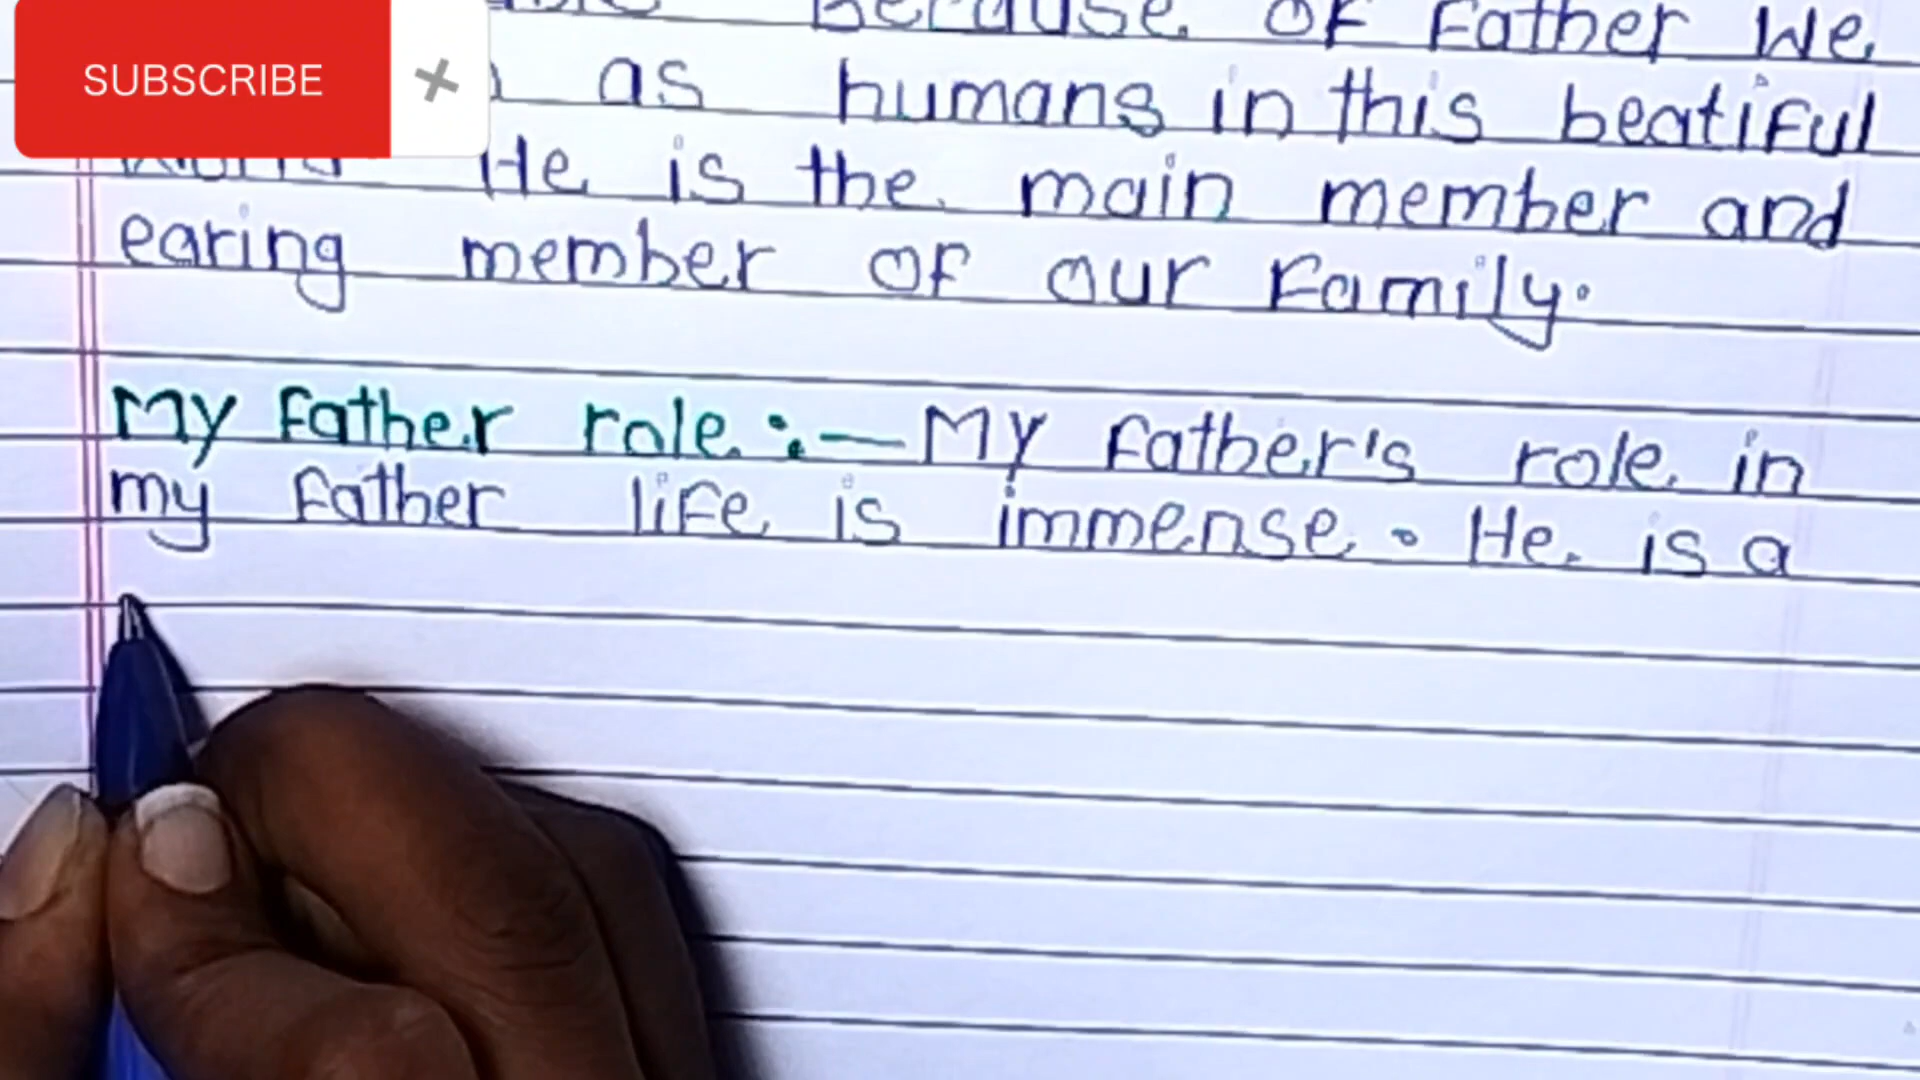 Because of Father We
SUBSCRIBE
as humans in this beatiful
He is the main member and
earing member of our Family.
My Father role :- My Father's role in
my Father life is immense. He is a